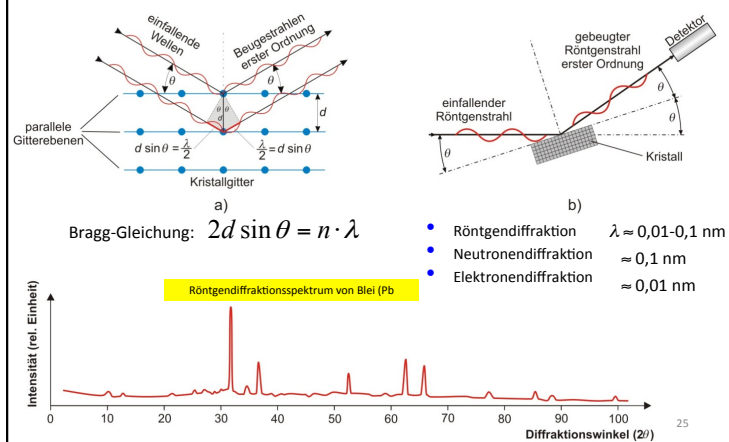 einfallende
Wellen
Beugestrahlen
erster Ordnung
θ
θ
θ θ
d
d
parallele
Gitterebenen
d sin θ = λ/2
λ/2 = d sin θ
Kristallgitter
a)
gebeugter
Röntgenstrahl
erster Ordnung
Detektor
einfallender
Röntgenstrahl
θ
θ
θ
Kristall
b)
Bragg-Gleichung: 2d sin θ = n · λ
• Röntgendiffraktion λ ≈ 0,01-0,1 nm
• Neutronendiffraktion ≈ 0,1 nm
• Elektronendiffraktion ≈ 0,01 nm
Röntgendiffraktionsspektrum von Blei (Pb
Intensität (rel. Einheit)
0 10 20 30 40 50 60 70 80 90 100
Diffraktionswinkel (2θ)
25